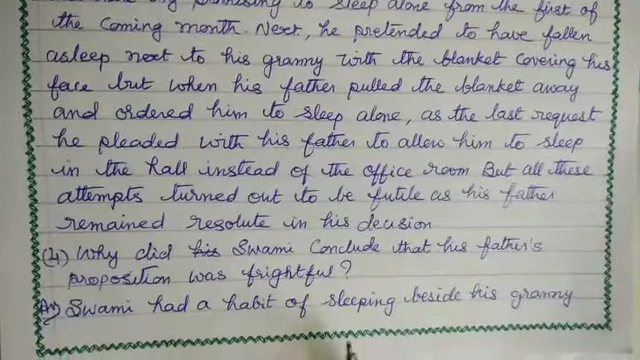 promising to sleep alone from the first of
the coming month. Next, he pretended to have fallen
asleep next to his granny with the blanket covering his
face but when his father pulled the blanket away
and ordered him to sleep alone, as the last request
he pleaded with his father to allow him to sleep
in the hall instead of the office room But all these
attempts turned out to be futile as his father
remained resolute in his decision
(4) Why did his Swami conclude that his father's
proposition was frightful?
An) Swami had a habit of sleeping beside his granny